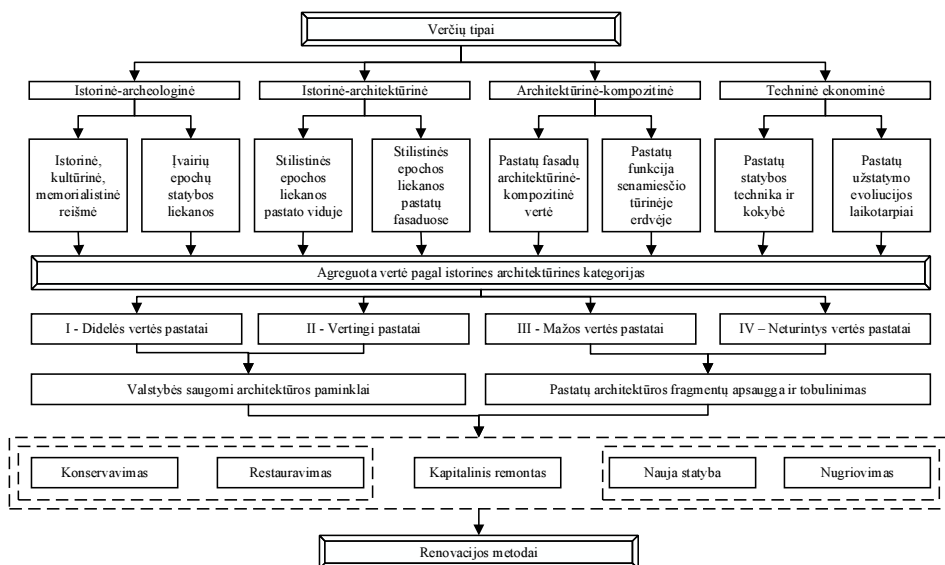 Verčių tipai
Istorinė-archeologinė
Istorinė-architektūrinė
Architektūrinė-kompozitinė
Techninė ekonominė
Istorinė,
kultūrinė,
memorialistinė
reišmė
Įvairių
epochų
statybos
liekanos
Stilistinės
epochos
liekanos
pastato viduje
Stilistinės
epochos
liekanos
pastatų
fasaduose
Pastatų fasadų
architektūrinė-
kompozitinė
vertė
Pastatų
funkcija
senamiesčio
tūrinėje
erdvėje
Pastatų
statybos
technika ir
kokybė
Pastatų
užstatymo
evoliucijos
laikotarpiai
Agreguota vertė pagal istorines architektūrines kategorijas
I - Didelės vertės pastatai
II - Vertingi pastatai
III - Mažos vertės pastatai
IV – Neturintys vertės pastatai
Valstybės saugomi architektūros paminklai
Pastatų architektūros fragmentų apsaugga ir tobulinimas
Konservavimas
Restauravimas
Kapitalinis remontas
Nauja statyba
Nugriovimas
Renovacijos metodai